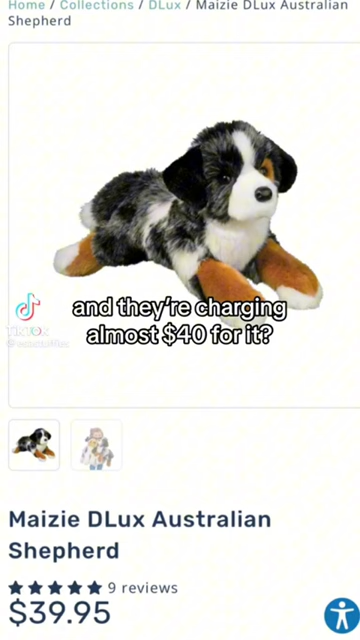 Home / Collections / DLux / Maizie DLux Australian
Shepherd
and they're charging
almost $40 for it?
TikTok
Maizie DLux Australian
Shepherd
9 reviews
$39.95